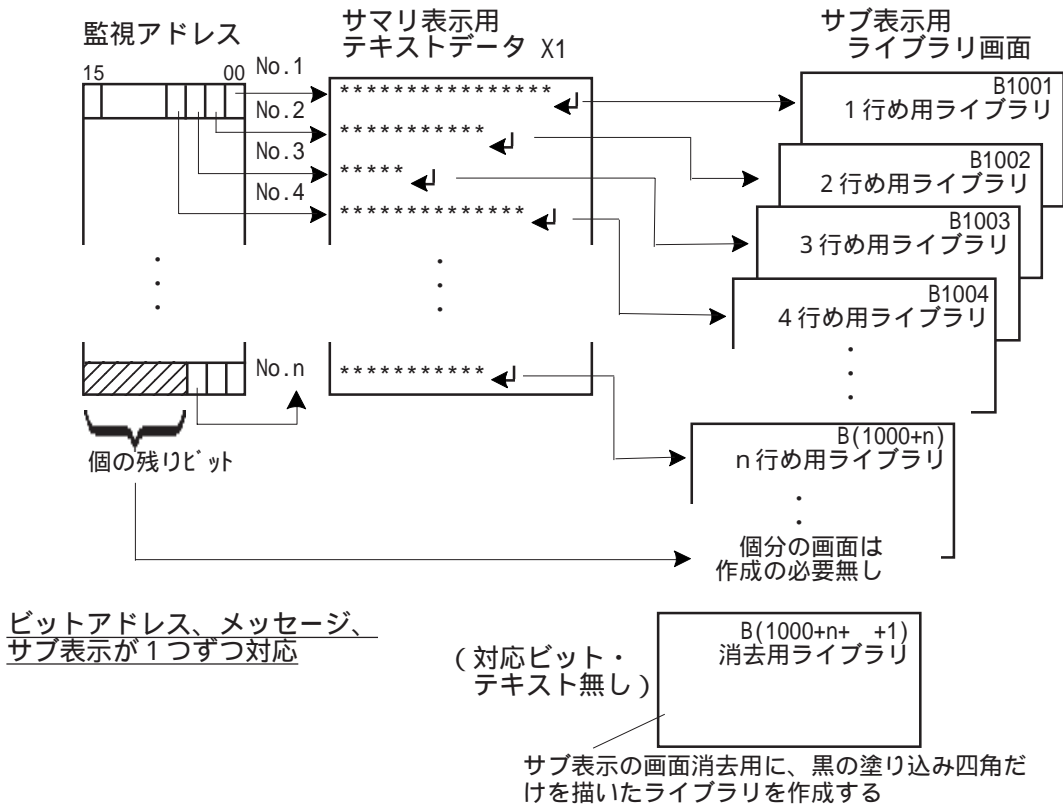 監視アドレス
サマリ表示用
テキストデータ X1
サブ表示用
ライブラリ画面
15 00
No.1
No.2
No.3
No.4
****************
***********
*****
**************
B1001
1行め用ライブラリ
B1002
2行め用ライブラリ
B1003
3行め用ライブラリ
B1004
4行め用ライブラリ
No.n
***********
個の残りビット
B(1000+n)
n行め用ライブラリ
個分の画面は
作成の必要無し
ビットアドレス、メッセージ、
サブ表示が1つずつ対応
(対応ビット・
テキスト無し)
B(1000+n+ +1)
消去用ライブラリ
サブ表示の画面消去用に、黒の塗り込み四角だ
けを描いたライブラリを作成する